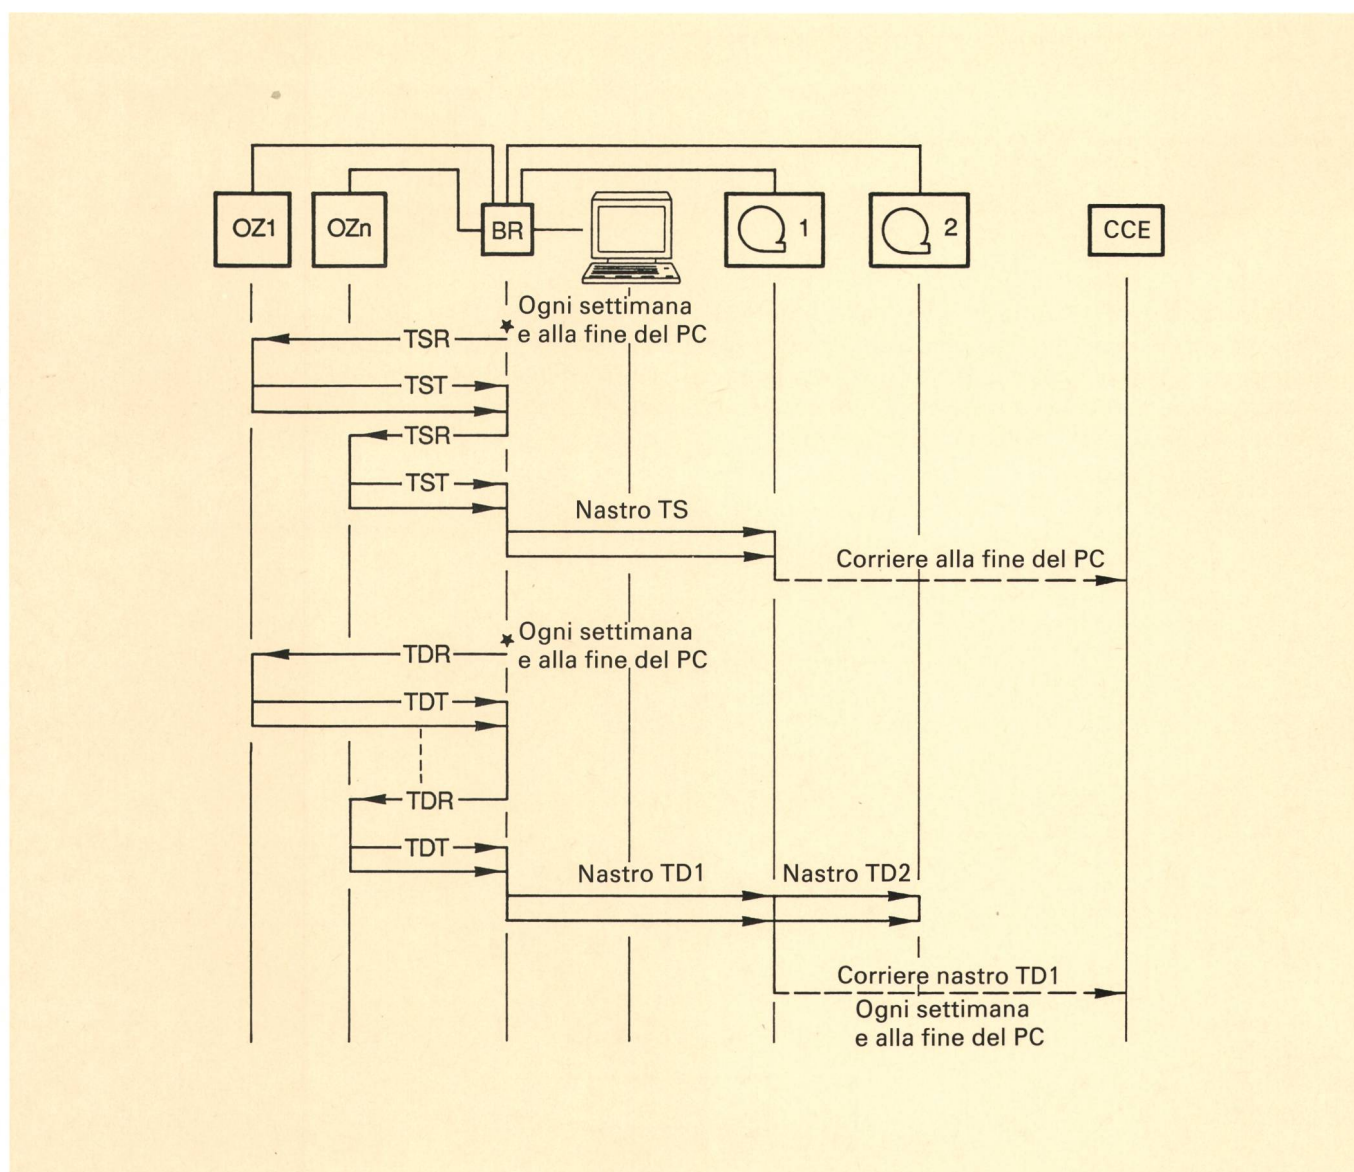 OZ1
OZn
BR
1
2
CCE
Ogni settimana
e alla fine del PC
TSR
TST
TSR
TST
Nastro TS
Corriere alla fine del PC
Ogni settimana
e alla fine del PC
TDR
TDT
TDR
TDT
Nastro TD1
Nastro TD2
Corriere nastro TD1
Ogni settimana
e alla fine del PC